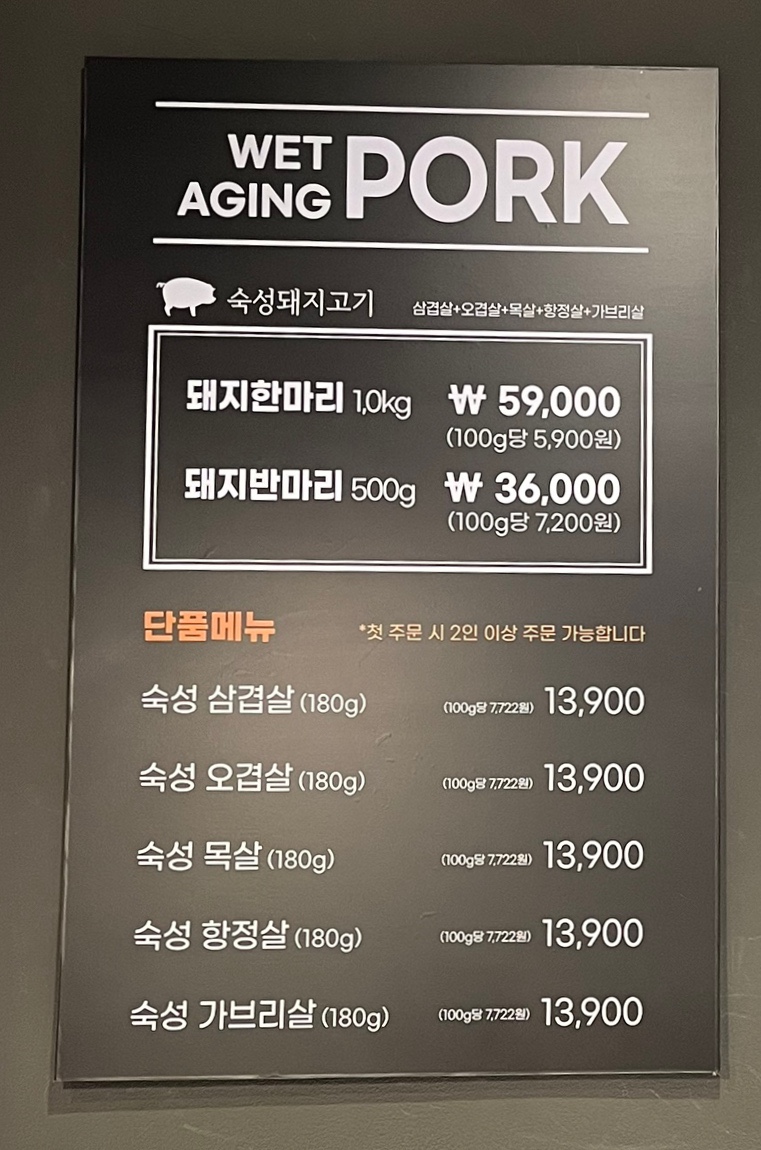 WET
AGING PORK
숙성돼지고기 삼겹살+오겹살+목살+항정살+가브리살
돼지한마리 1,0kg ₩ 59,000
(100g당 5,900원)
돼지반마리 500g ₩ 36,000
(100g당 7,200원)
단품메뉴 *첫 주문 시 2인 이상 주문 가능합니다
숙성 삼겹살 (180g) (100g당 7,722원) 13,900
숙성 오겹살 (180g) (100g당 7,722원) 13,900
숙성 목살 (180g) (100g당 7,722원) 13,900
숙성 항정살 (180g) (100g당 7,722원) 13,900
숙성 가브리살 (180g) (100g당 7,722원) 13,900